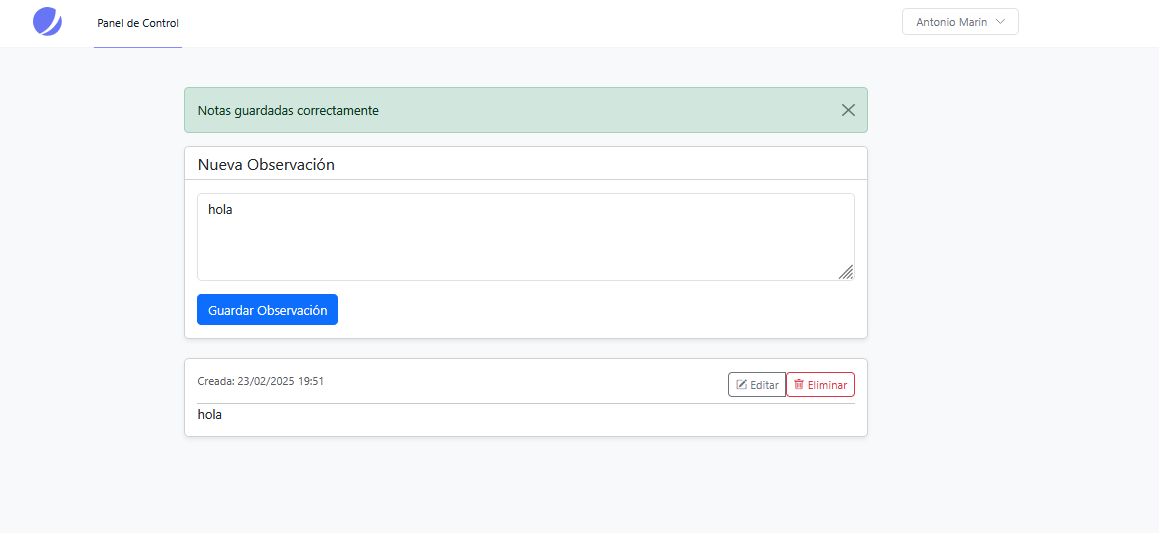 Panel de Control
Antonio Marin
Notas guardadas correctamente
Nueva Observación
hola
Guardar Observación
Creada: 23/02/2025 19:51
Editar
Eliminar
hola